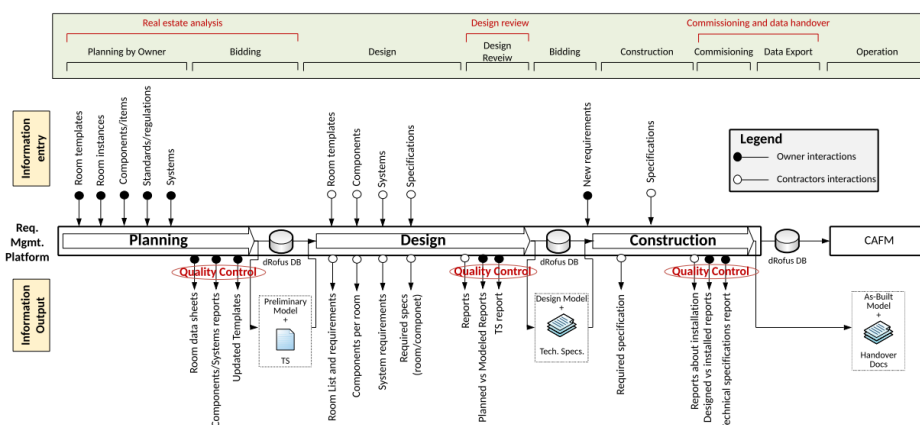 Real estate analysis
Design review
Commissioning and data handover
Planning by Owner
Bidding
Design
Design
Reveiw
Bidding
Construction
Commisioning
Data Export
Operation
Information
entry
Room templates
Room instances
Components/items
Standards/regulations
Systems
Room templates
Components
Systems
Specifications
New requirements
Specifications
Legend
Owner interactions
Contractors interactions
Req.
Mgmt.
Platform
Planning
dRofus DB
Design
dRofus DB
Construction
dRofus DB
CAFM
Information
Output
Quality Control
Room data sheets
Components/Systems reports
Updated Templates
Preliminary
Model
+
TS
Room List and requirements
Components per room
System requirements
Required specs
(room/componet)
Quality Control
Reports
Planned vs Modeled Report
TS report
Design Model
+
Tech. Specs.
Required specification
Quality Control
Reports about installation
Designed vs installed report
Technical specifications report
As-Built
Model
+
Handover
Docs